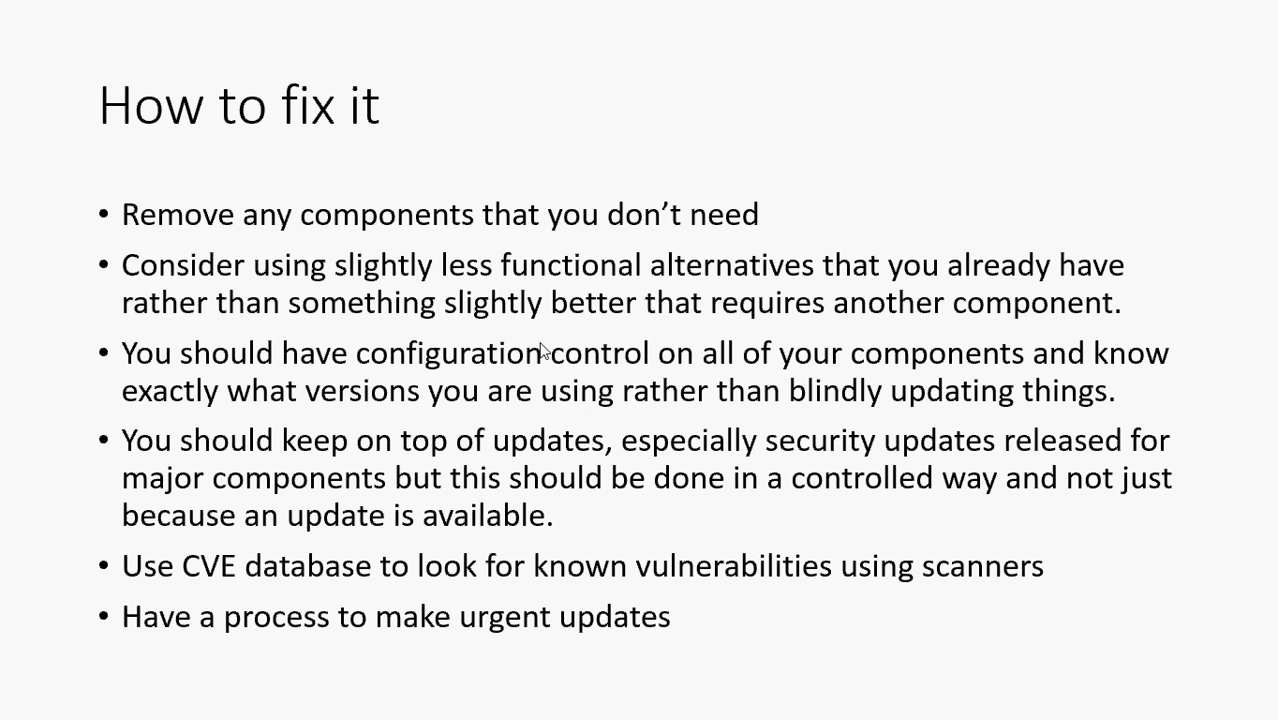 How to fix it
• Remove any components that you don’t need
• Consider using slightly less functional alternatives that you already have
rather than something slightly better that requires another component.
• You should have configuration control on all of your components and know
exactly what versions you are using rather than blindly updating things.
• You should keep on top of updates, especially security updates released for
major components but this should be done in a controlled way and not just
because an update is available.
• Use CVE database to look for known vulnerabilities using scanners
• Have a process to make urgent updates